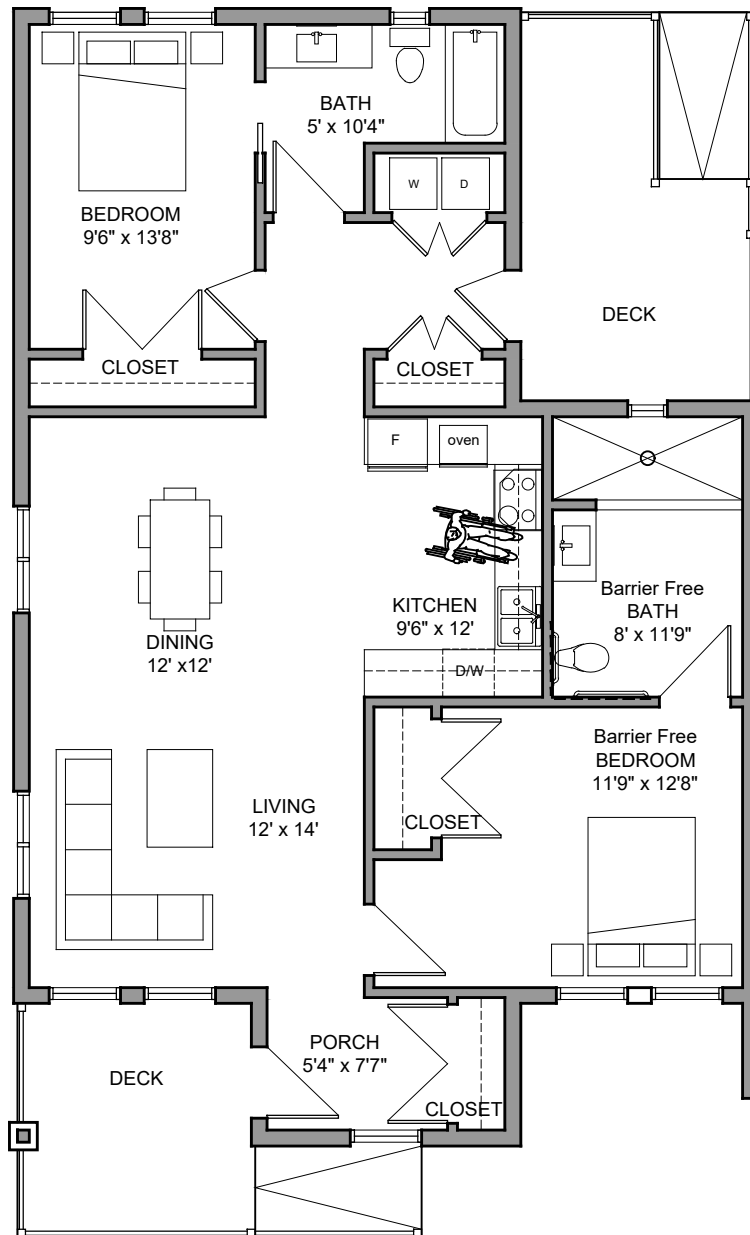 BATH
5' x 10'4"
W
D
BEDROOM
9'6" x 13'8"
DECK
CLOSET
CLOSET
F
oven
Barrier Free
BATH
8' x 11'9"
KITCHEN
9'6" x 12'
DINING
12' x12'
D/W
Barrier Free
BEDROOM
11'9" x 12'8"
LIVING
12' x 14'
CLOSET
PORCH
5'4" x 7'7"
DECK
CLOSET